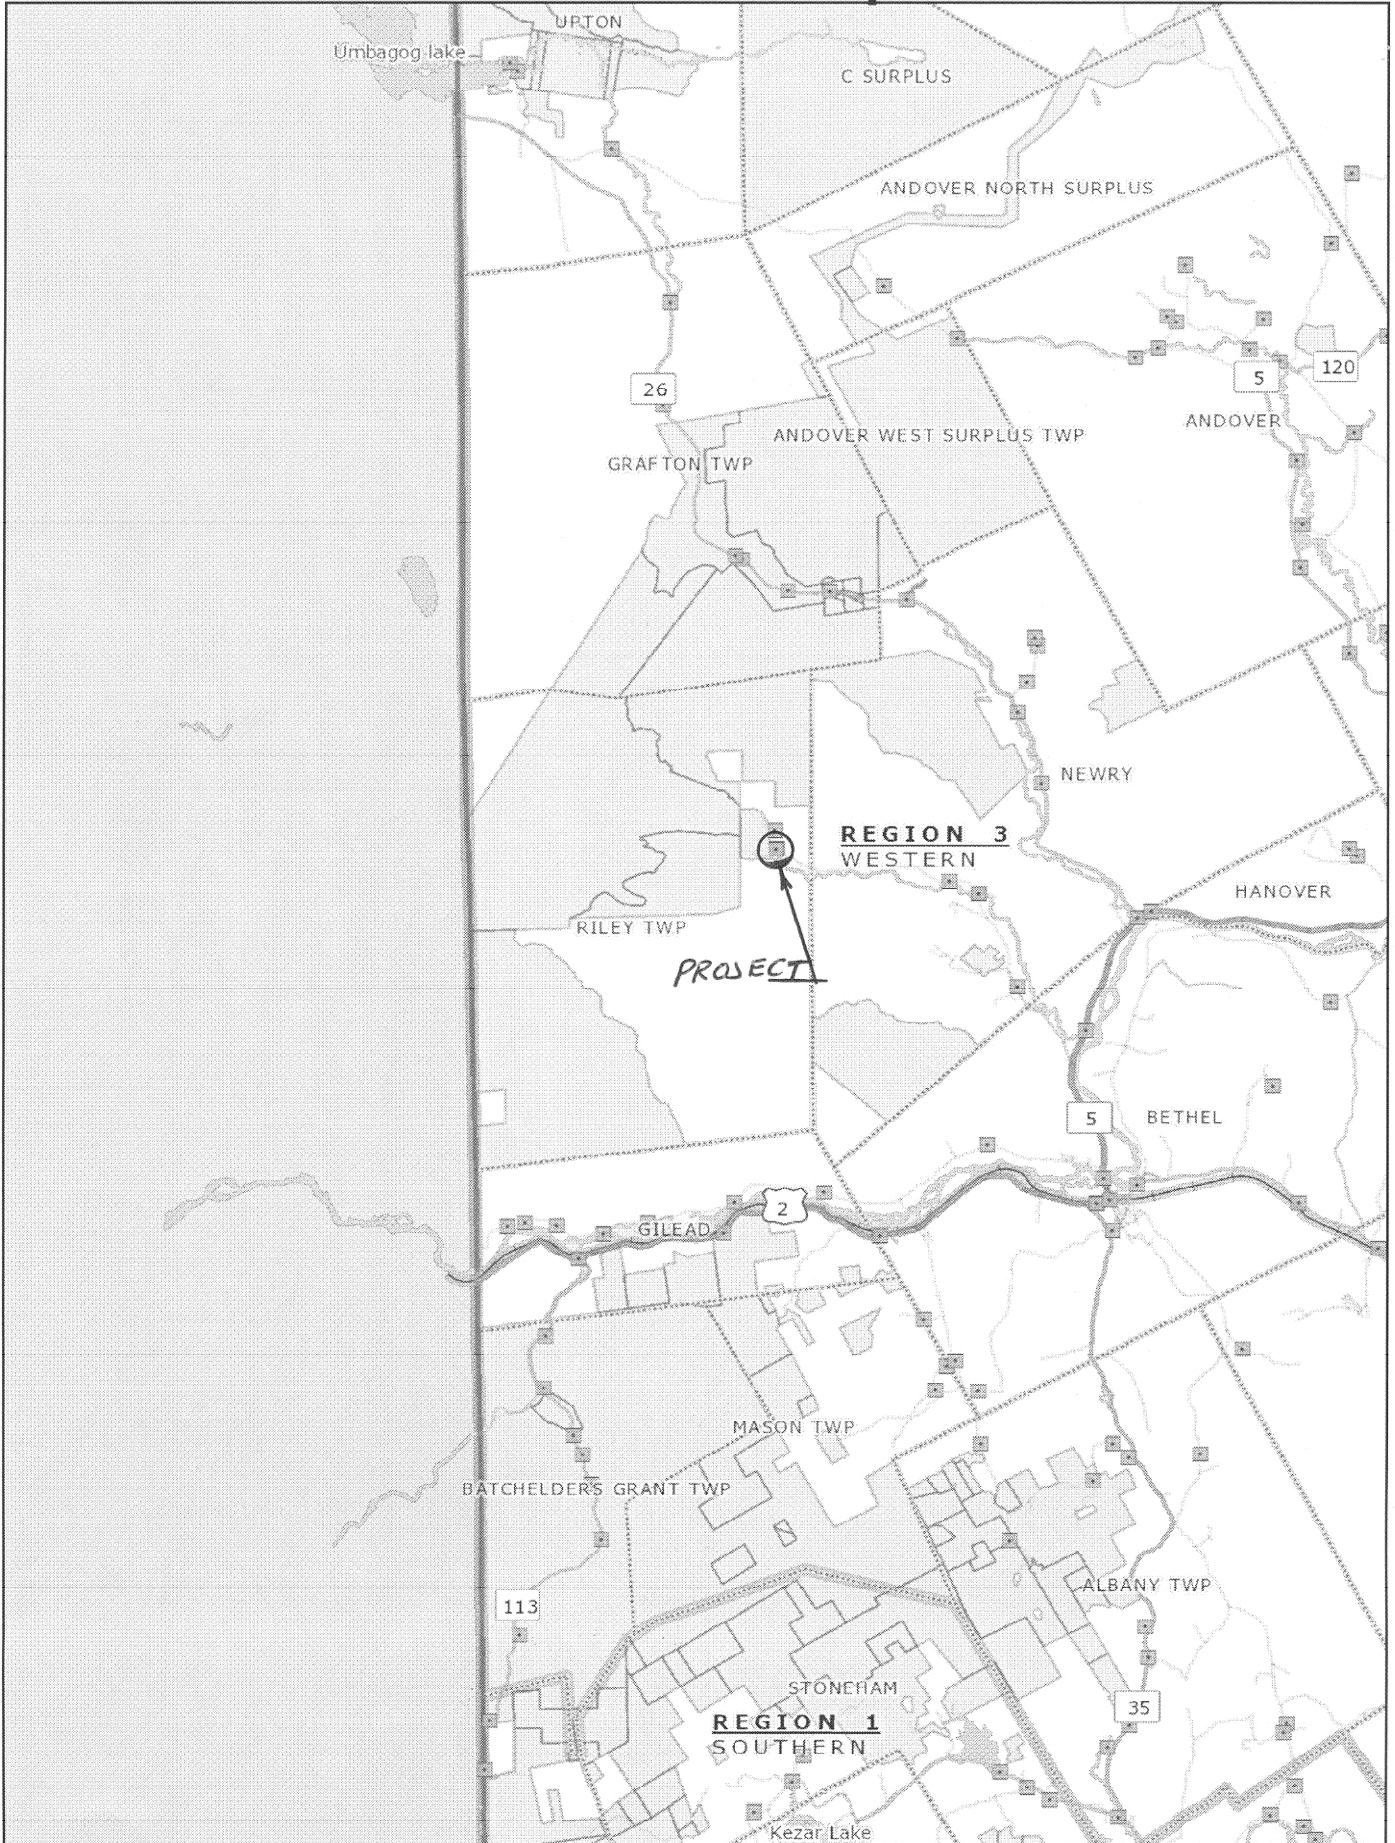 UPTON
Umbagog lake
C SURPLUS
ANDOVER NORTH SURPLUS
26
5
120
ANDOVER
ANDOVER WEST SURPLUS TWP
GRAFTON TWP
NEWRY
REGION 3
WESTERN
HANOVER
RILEY TWP
PROJECT
5
BETHEL
2
GILEAD
MASON TWP
BATCHELDERS GRANT TWP
ALBANY TWP
113
STONEHAM
35
REGION 1
SOUTHERN
Kezar Lake